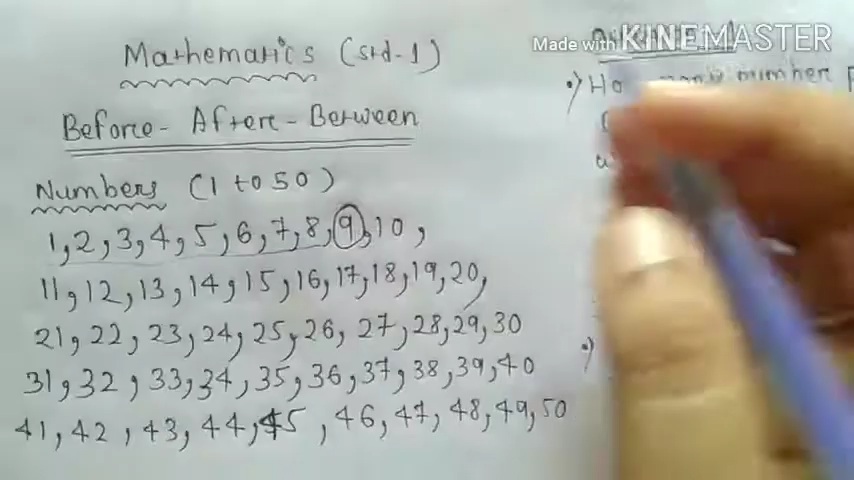 Mathematics (std-1)
Beforce - Afterc - Between
Numbers (1 to 50)
1, 2, 3, 4, 5, 6, 7, 8, 9, 10,
11, 12, 13, 14, 15, 16, 17, 18, 19, 20,
21, 22, 23, 24, 25, 26, 27, 28, 29, 30
31, 32, 33, 34, 35, 36, 37, 38, 39, 40
41, 42, 43, 44, 45, 46, 47, 48, 49, 50
Made with KINEMASTER
number